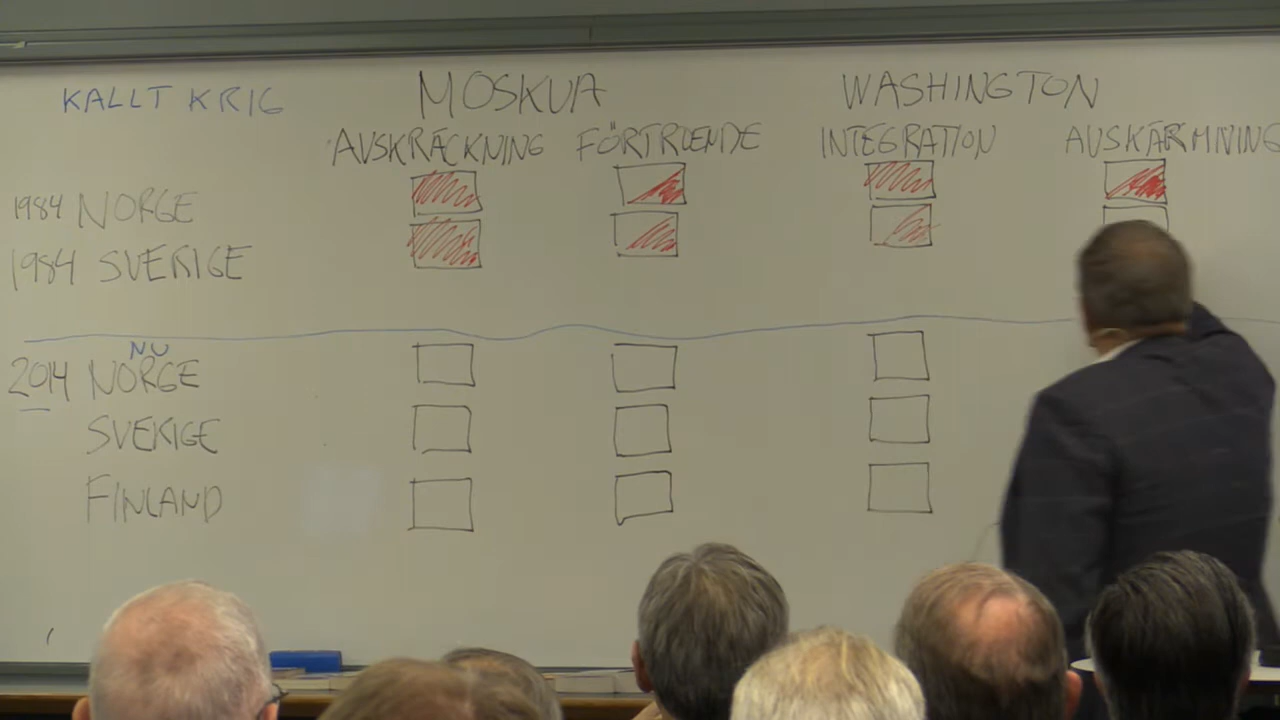 KALLT KRIG MOSKVA WASHINGTON
AVSKRÄCKNING FÖRTROENDE INTEGRATION AVSKÄRMNING
1984 NORGE
1984 SVERIGE
NU
2014 NORGE
SVERIGE
FINLAND